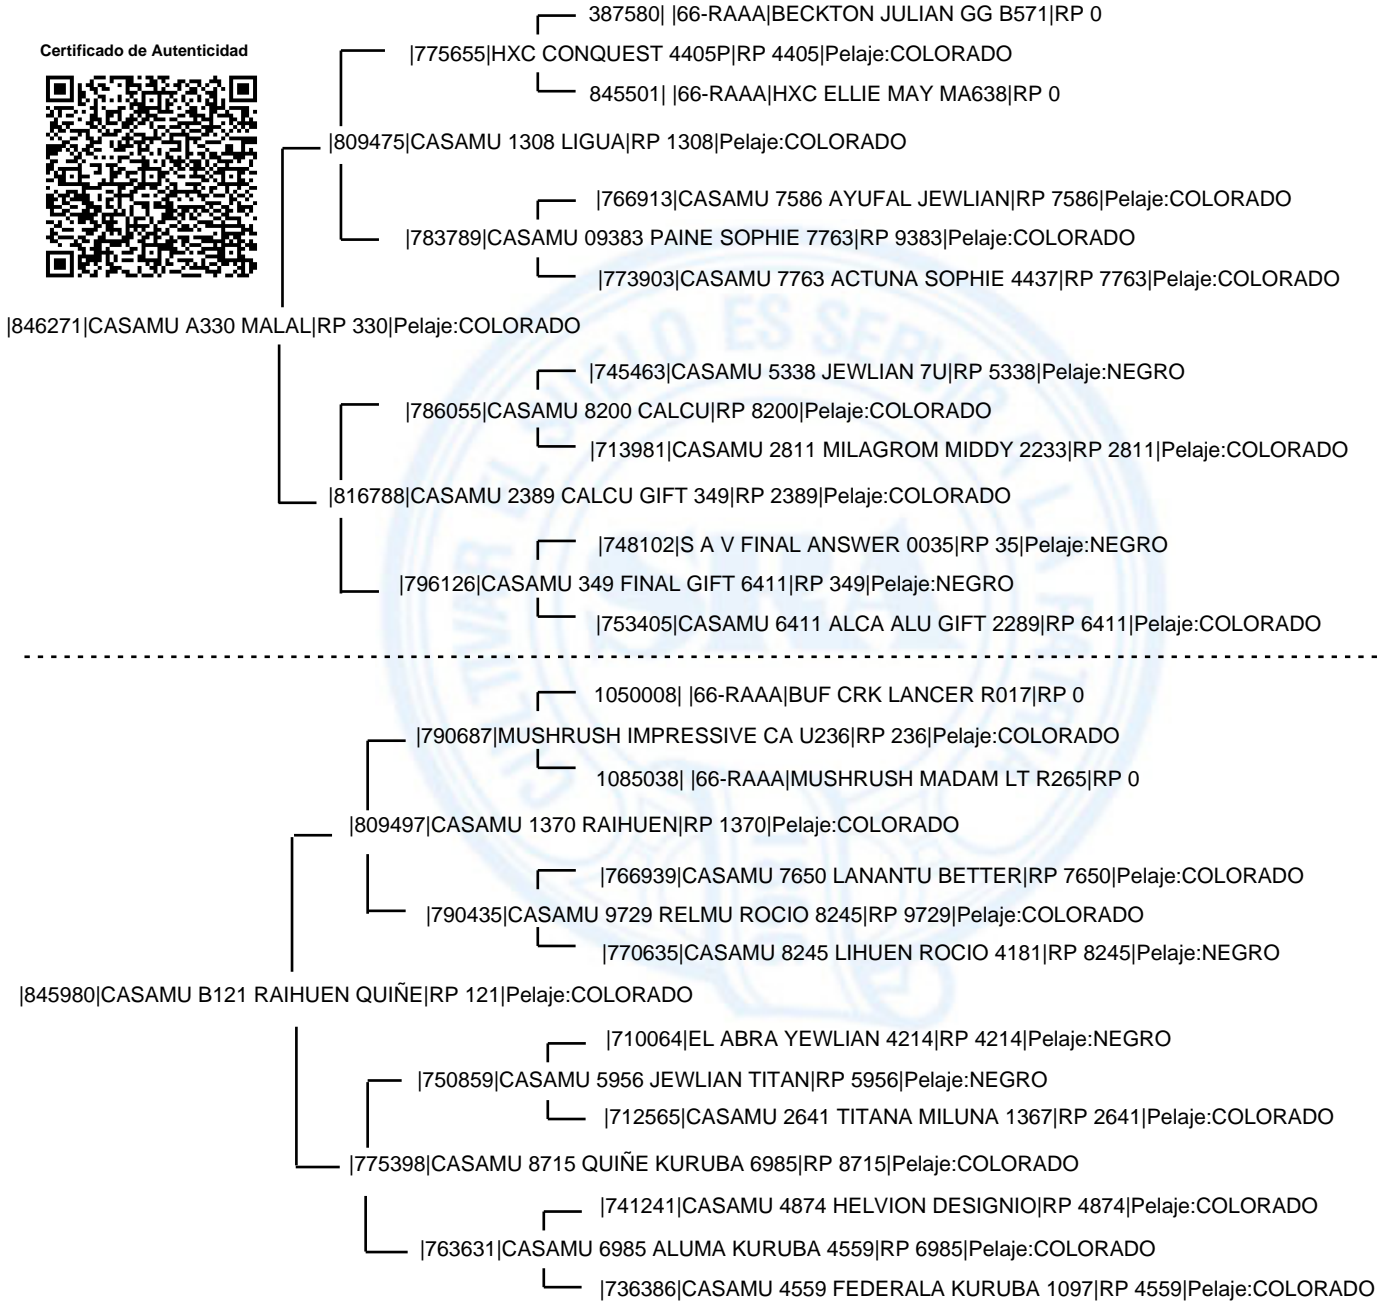 387580| |66-RAAA|BECKTON JULIAN GG B571|RP 0
Certificado de Autenticidad
|775655|HXC CONQUEST 4405P|RP 4405|Pelaje:COLORADO
845501| |66-RAAA|HXC ELLIE MAY MA638|RP 0
|809475|CASAMU 1308 LIGUA|RP 1308|Pelaje:COLORADO
|766913|CASAMU 7586 AYUFAL JEWLIAN|RP 7586|Pelaje:COLORADO
|783789|CASAMU 09383 PAINE SOPHIE 7763|RP 9383|Pelaje:COLORADO
|773903|CASAMU 7763 ACTUNA SOPHIE 4437|RP 7763|Pelaje:COLORADO
|846271|CASAMU A330 MALAL|RP 330|Pelaje:COLORADO
|745463|CASAMU 5338 JEWLIAN 7U|RP 5338|Pelaje:NEGRO
|786055|CASAMU 8200 CALCU|RP 8200|Pelaje:COLORADO
|713981|CASAMU 2811 MILAGROM MIDDY 2233|RP 2811|Pelaje:COLORADO
|816788|CASAMU 2389 CALCU GIFT 349|RP 2389|Pelaje:COLORADO
|748102|S A V FINAL ANSWER 0035|RP 35|Pelaje:NEGRO
|796126|CASAMU 349 FINAL GIFT 6411|RP 349|Pelaje:NEGRO
|753405|CASAMU 6411 ALCA ALU GIFT 2289|RP 6411|Pelaje:COLORADO
CULTIVAR EL SUELO ES SERVIR A LA PATRIA
SRA
1866
1050008| |66-RAAA|BUF CRK LANCER R017|RP 0
|790687|MUSHRUSH IMPRESSIVE CA U236|RP 236|Pelaje:COLORADO
1085038| |66-RAAA|MUSHRUSH MADAM LT R265|RP 0
|809497|CASAMU 1370 RAIHUEN|RP 1370|Pelaje:COLORADO
|766939|CASAMU 7650 LANANTU BETTER|RP 7650|Pelaje:COLORADO
|790435|CASAMU 9729 RELMU ROCIO 8245|RP 9729|Pelaje:COLORADO
|770635|CASAMU 8245 LIHUEN ROCIO 4181|RP 8245|Pelaje:NEGRO
|845980|CASAMU B121 RAIHUEN QUIÑE|RP 121|Pelaje:COLORADO
|710064|EL ABRA YEWLIAN 4214|RP 4214|Pelaje:NEGRO
|750859|CASAMU 5956 JEWLIAN TITAN|RP 5956|Pelaje:NEGRO
|712565|CASAMU 2641 TITANA MILUNA 1367|RP 2641|Pelaje:COLORADO
|775398|CASAMU 8715 QUIÑE KURUBA 6985|RP 8715|Pelaje:COLORADO
|741241|CASAMU 4874 HELVION DESIGNIO|RP 4874|Pelaje:COLORADO
|763631|CASAMU 6985 ALUMA KURUBA 4559|RP 6985|Pelaje:COLORADO
|736386|CASAMU 4559 FEDERALA KURUBA 1097|RP 4559|Pelaje:COLORADO